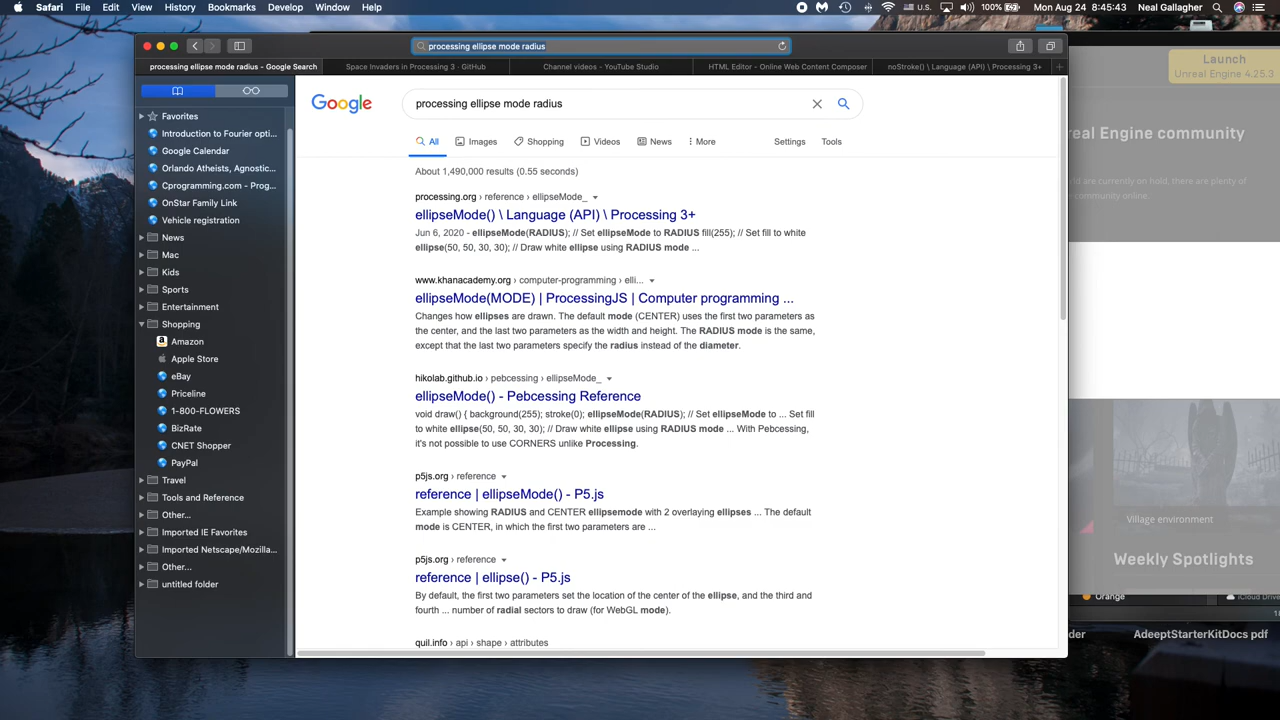 Safari File Edit View History Bookmarks Develop Window Help
U.S. 100% Mon Aug 24 8:45:43 Neal Gallagher
processing ellipse mode radius
processing ellipse mode radius - Google Search
Space Invaders in Processing 3 · GitHub
Channel videos - YouTube Studio
HTML Editor - Online Web Content Composer
noStroke() \ Language (API) \ Processing 3+
Favorites
Introduction to Fourier opti...
Google Calendar
Orlando Atheists, Agnostic...
Cprogramming.com - Prog...
OnStar Family Link
Vehicle registration
News
Mac
Kids
Sports
Entertainment
Shopping
Amazon
Apple Store
eBay
Priceline
1-800-FLOWERS
BizRate
CNET Shopper
PayPal
Travel
Tools and Reference
Other...
Imported IE Favorites
Imported Netscape/Mozilla...
Other...
untitled folder
Google
processing ellipse mode radius
All Images Shopping Videos News More Settings Tools
About 1,490,000 results (0.55 seconds)
processing.org › reference › ellipseMode_
ellipseMode() \ Language (API) \ Processing 3+
Jun 6, 2020 - ellipseMode(RADIUS); // Set ellipseMode to RADIUS fill(255); // Set fill to white
ellipse(50, 50, 30, 30); // Draw white ellipse using RADIUS mode ...
www.khanacademy.org › computer-programming › elli...
ellipseMode(MODE) | ProcessingJS | Computer programming ...
Changes how ellipses are drawn. The default mode (CENTER) uses the first two parameters as
the center, and the last two parameters as the width and height. The RADIUS mode is the same,
except that the last two parameters specify the radius instead of the diameter.
hikolab.github.io › pebcessing › ellipseMode_
ellipseMode() - Pebcessing Reference
void draw() { background(255); stroke(0); ellipseMode(RADIUS); // Set ellipseMode to ... Set fill
to white ellipse(50, 50, 30, 30); // Draw white ellipse using RADIUS mode ... With Pebcessing,
it's not possible to use CORNERS unlike Processing.
p5js.org › reference
reference | ellipseMode() - P5.js
Example showing RADIUS and CENTER ellipsemode with 2 overlaying ellipses ... The default
mode is CENTER, in which the first two parameters are ...
p5js.org › reference
reference | ellipse() - P5.js
By default, the first two parameters set the location of the center of the ellipse, and the third and
fourth ... number of radial sectors to draw (for WebGL mode).
quil.info › api › shape › attributes
Launch
Unreal Engine 4.25.3
real Engine community
'd are currently on hold, there are plenty of
community online.
Village environment
Weekly Spotlights
Orange
iCloud Drive
der
AdeeptStarterKitDocs pdf